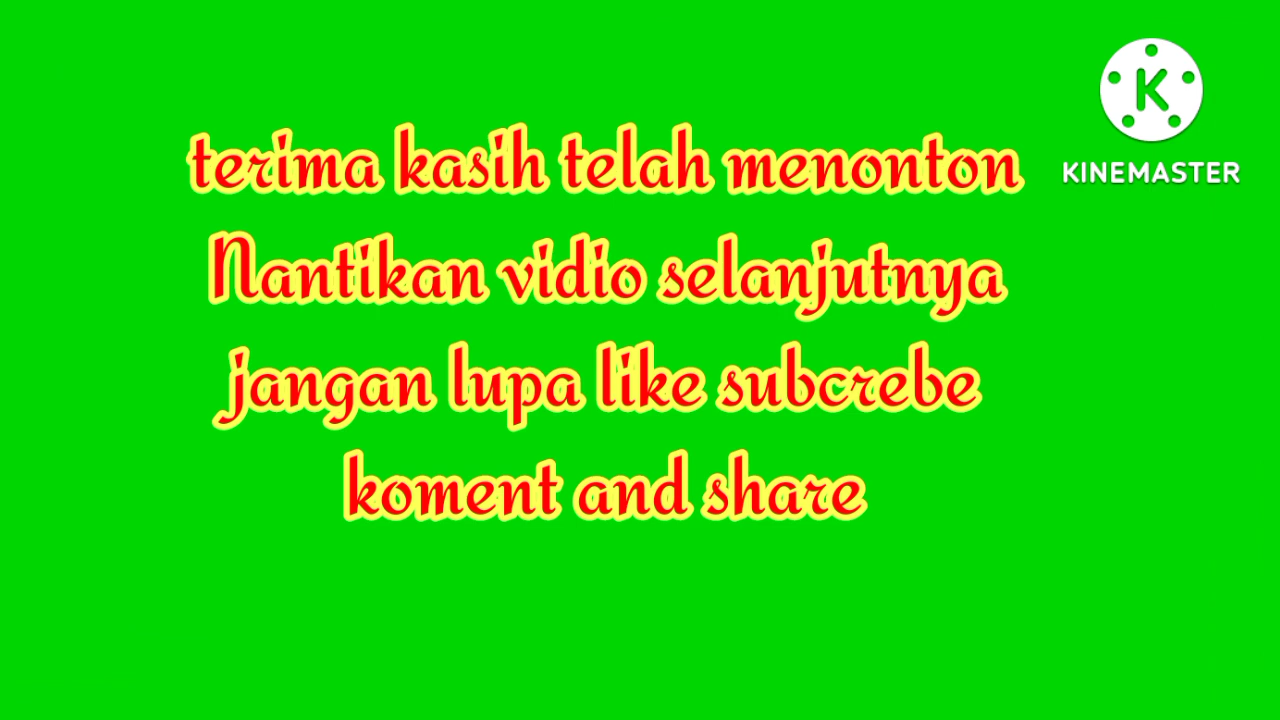 terima kasih telah menonton
Nantikan vidio selanjutnya
jangan lupa like subcrebe
koment and share
K
KINEMASTER